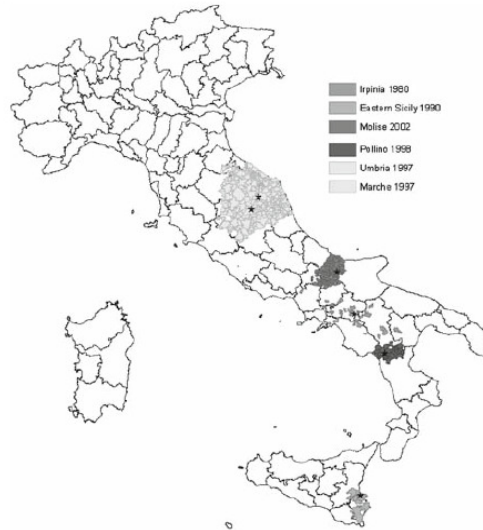 Irpinia 1980
Eastern Sicily 1990
Molise 2002
Pollino 1998
Umbria 1997
Marche 1997